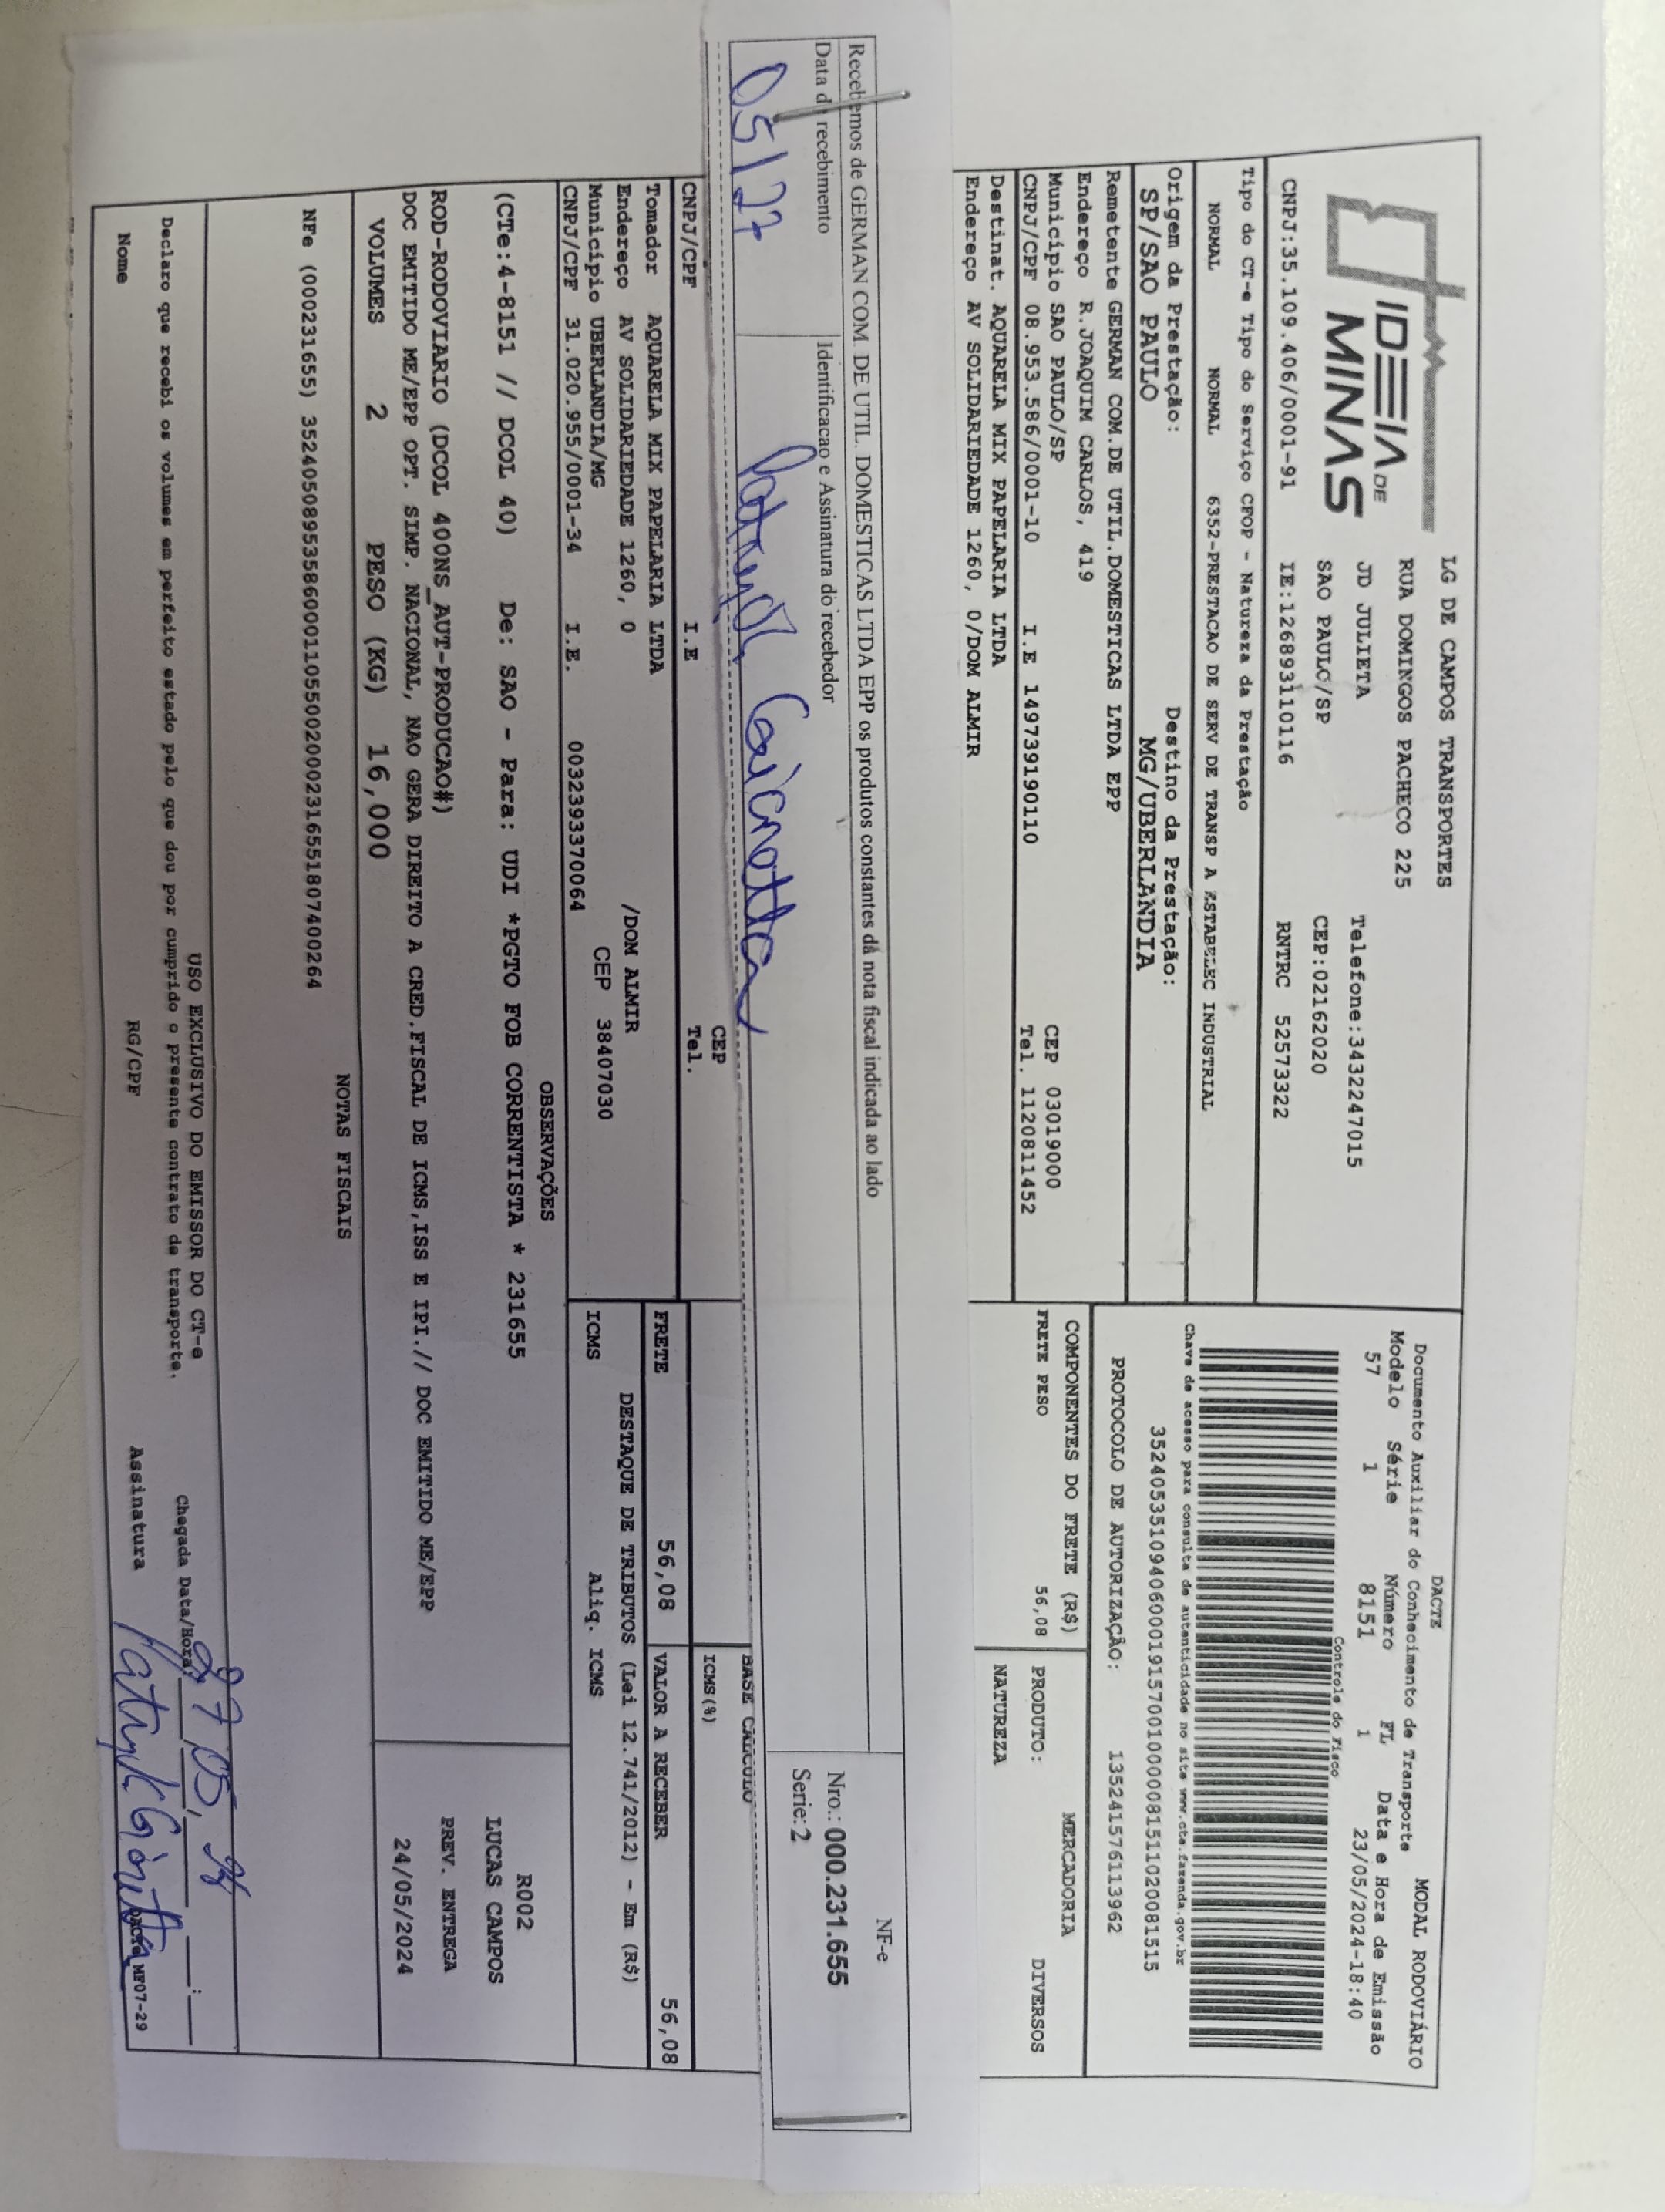 IDEIA DE
MINAS
LG DE CAMPOS TRANSPORTES
RUA DOMINGOS PACHECO 225
JD JULIETA Telefone:3432247015
SAO PAULO/SP CEP:02162020
CNPJ:35.109.406/0001-91 IE:126893110116 RNTRC 52573322
DACTE MODAL RODOVIÁRIO
Documento Auxiliar do Conhecimento de Transporte
Modelo Série Número FL Data e Hora de Emissão
57 1 8151 1 23/05/2024-18:40
Controle do Fisco
Chave de acesso para consulta de autenticidade no site www.cte.fazenda.gov.br
35240535109406000191570010000081511020081515
PROTOCOLO DE AUTORIZAÇÃO: 135241576113962
Tipo do CT-e Tipo do Serviço CFOP - Natureza da Prestação
NORMAL NORMAL 6352-PRESTACAO DE SERV DE TRANSP A ESTABELEC INDUSTRIAL
Origem da Prestação: Destino da Prestação:
SP/SAO PAULO MG/UBERLANDIA
Remetente GERMAN COM.DE UTIL.DOMESTICAS LTDA EPP
Endereço R.JOAQUIM CARLOS, 419
Município SAO PAULO/SP CEP 03019000
CNPJ/CPF 08.953.586/0001-10 I.E 149739190110 Tel. 1120811452
Destinat. AQUARELA MIX PAPELARIA LTDA
Endereço AV SOLIDARIEDADE 1260, 0/DOM ALMIR
COMPONENTES DO FRETE (R$) MERCADORIA
FRETE PESO 56,08 PRODUTO: DIVERSOS
NATUREZA
Recebemos de GERMAN COM. DE UTIL. DOMESTICAS LTDA EPP os produtos constantes da nota fiscal indicada ao lado
Data de recebimento Identificacao e Assinatura do recebedor
05/27
NF-e
Nro.: 000.231.655
Serie:2
CEP
CNPJ/CPF I.E Tel.
BASE CALCULO
ICMS(%)
Tomador AQUARELA MIX PAPELARIA LTDA
Endereço AV SOLIDARIEDADE 1260, 0 /DOM ALMIR
Município UBERLANDIA/MG CEP 38407030
CNPJ/CPF 31.020.955/0001-34 I.E. 0032393370064
FRETE 56,08 VALOR A RECEBER 56,08
DESTAQUE DE TRIBUTOS (Lei 12.741/2012) - Em (R$)
ICMS Aliq. ICMS
OBSERVAÇÕES
(CTe:4-8151 // DCOL 40) De: SAO - Para: UDI *PGTO FOB CORRENTISTA * 231655
ROD-RODOVIARIO (DCOL 400NS_AUT-PRODUCAO#)
DOC EMITIDO ME/EPP OPT. SIMP. NACIONAL, NAO GERA DIREITO A CRED.FISCAL DE ICMS,ISS E IPI.// DOC EMITIDO ME/EPP
R002
LUCAS CAMPOS
PREV. ENTREGA
24/05/2024
VOLUMES 2 PESO (KG) 16,000
NOTAS FISCAIS
NFe (000231655) 35240508953586000110550020002316551807400264
USO EXCLUSIVO DO EMISSOR DO CT-e
Declaro que recebi os volumes em perfeito estado pelo que dou por cumprido o presente contrato de transporte.
Chegada Data/Hora:
27 05
Nome RG/CPF Assinatura
DACTE MF07-29